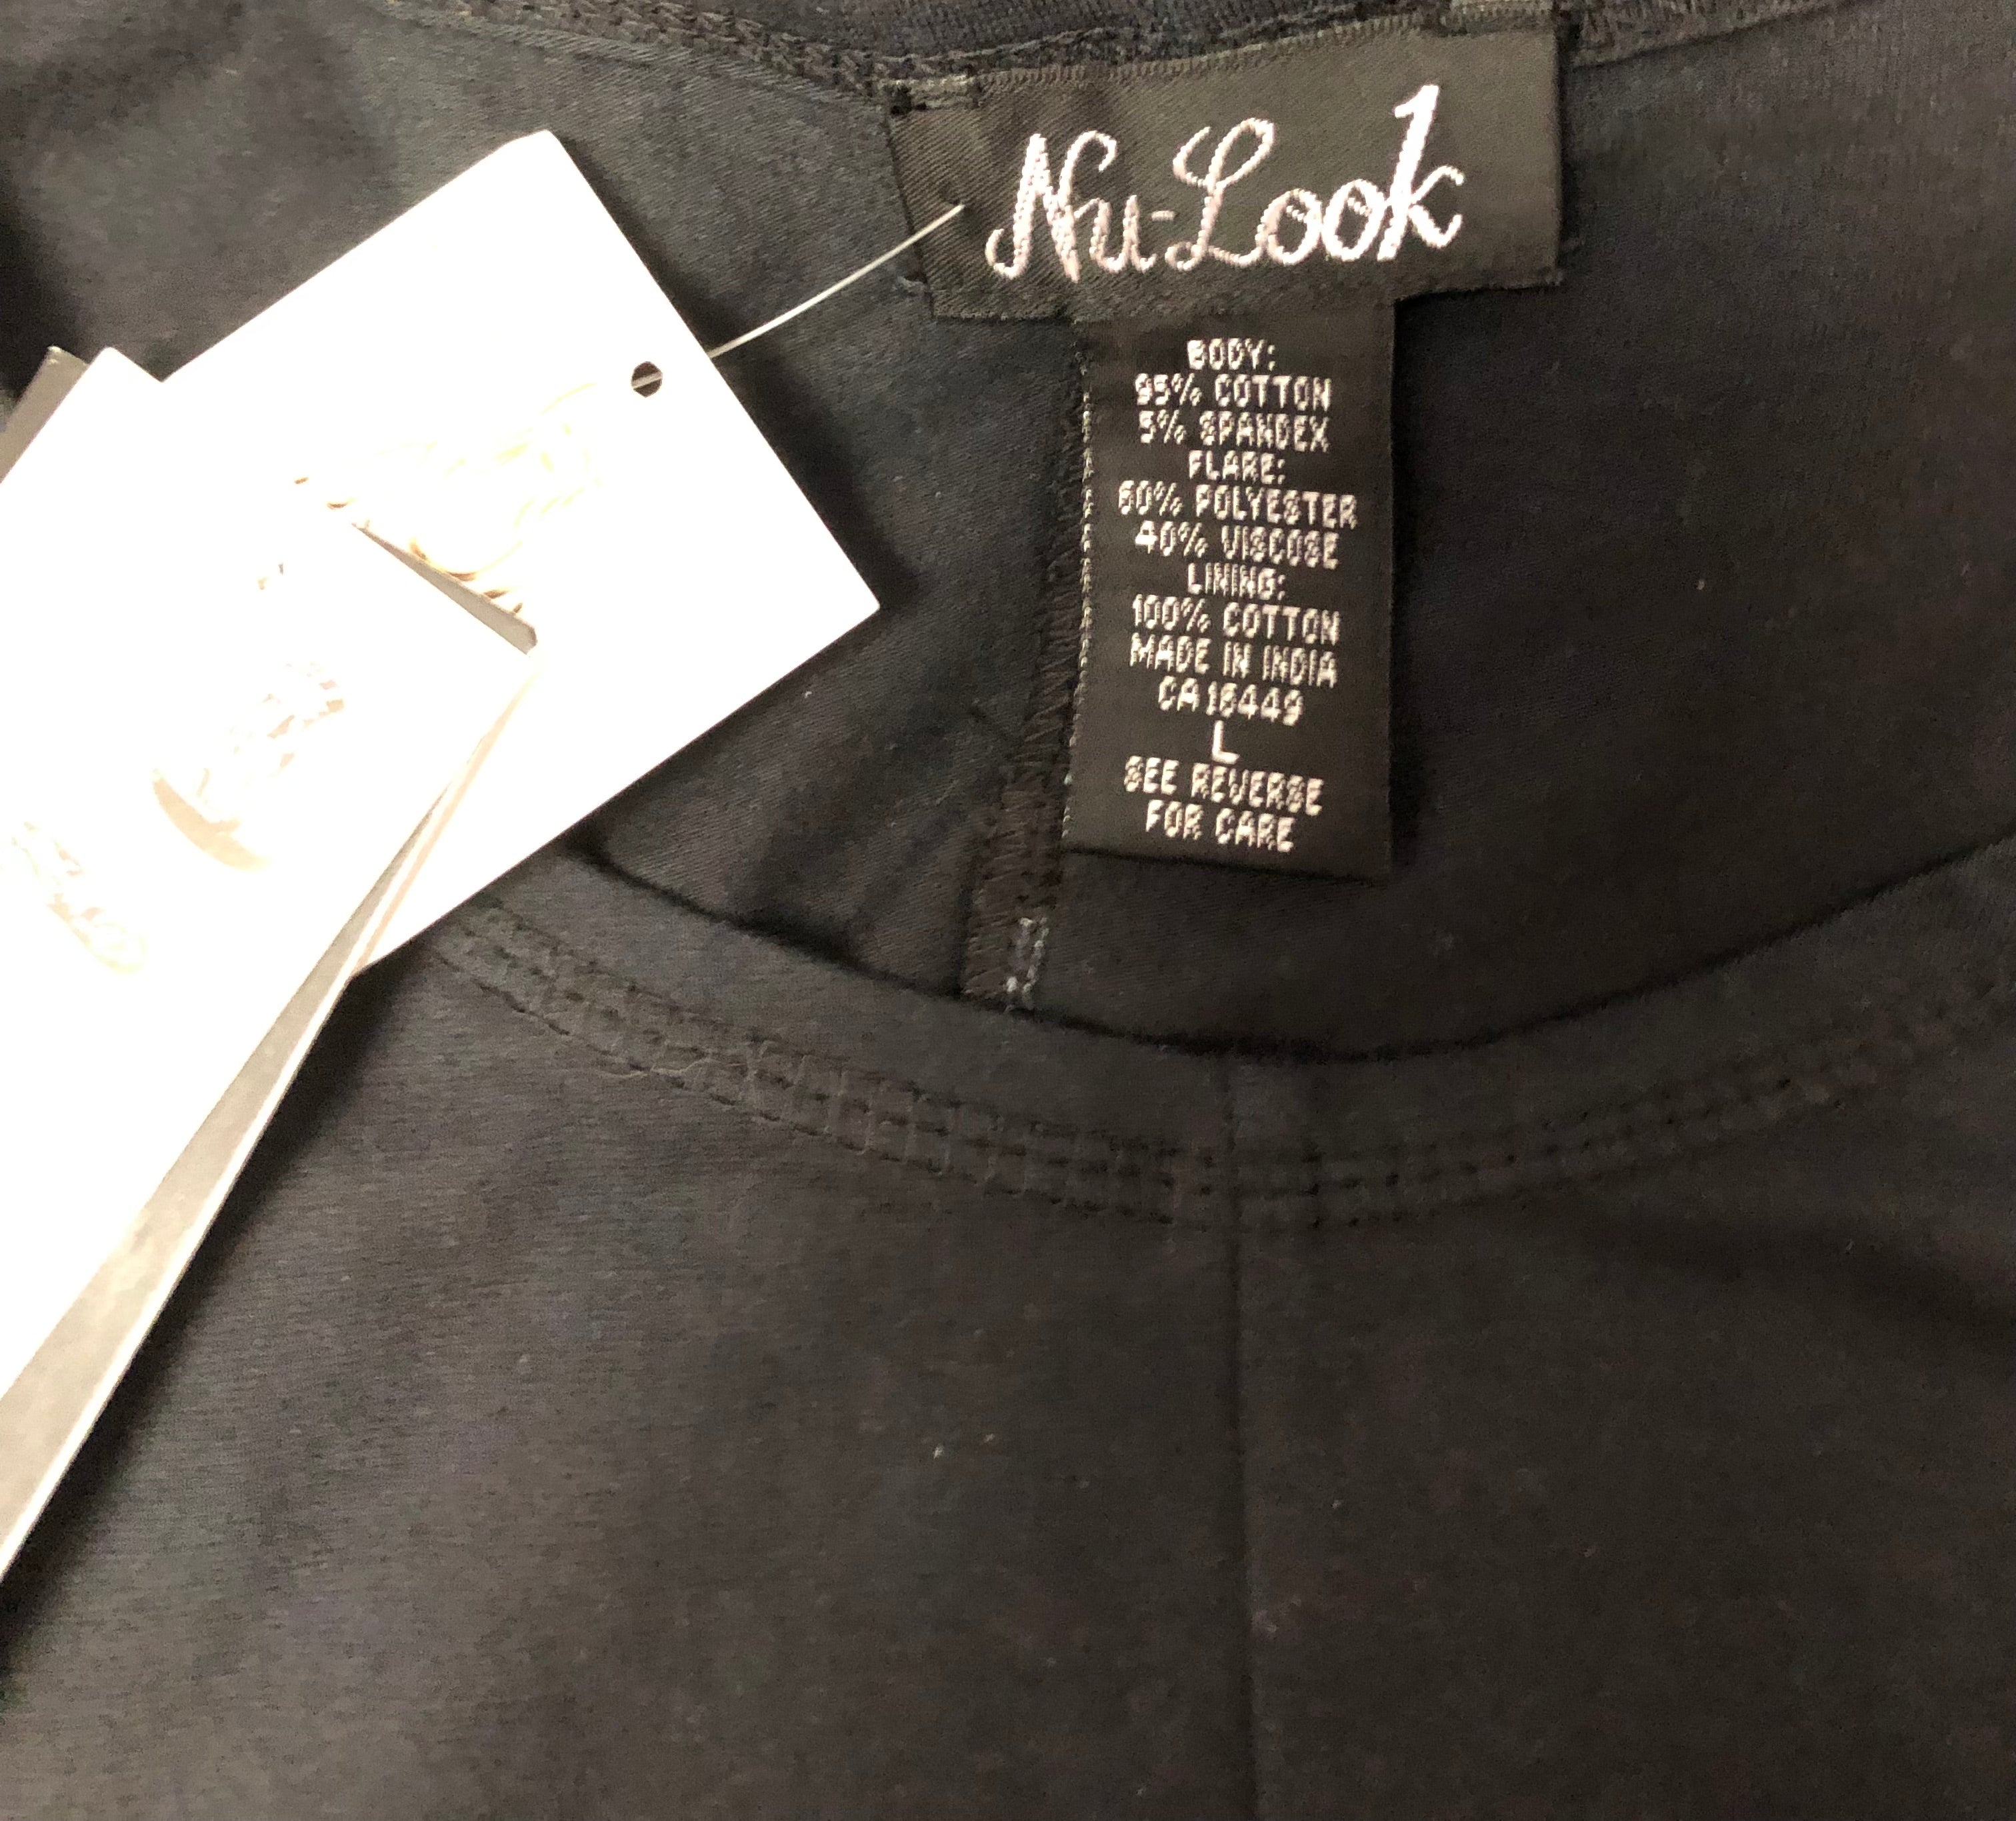 Nu-Look
BODY:
95% COTTON
5% SPANDEX
FLARE:
60% POLYESTER
40% VISCOSE
LINING:
100% COTTON
MADE IN INDIA
CA16449
L
SEE REVERSE
FOR CARE